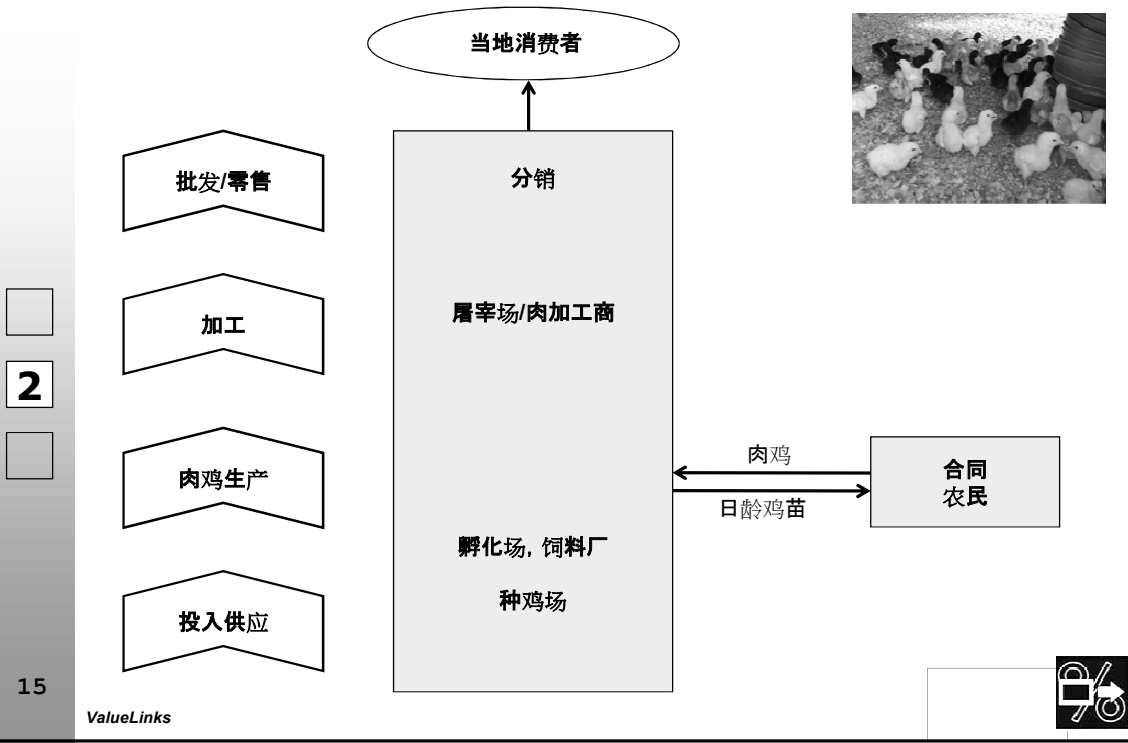 当地消费者
批发/零售
分销
加工
屠宰场/肉加工商
2
肉鸡生产
肉鸡
日龄鸡苗
合同
农民
孵化场, 饲料厂
种鸡场
投入供应
15
ValueLinks